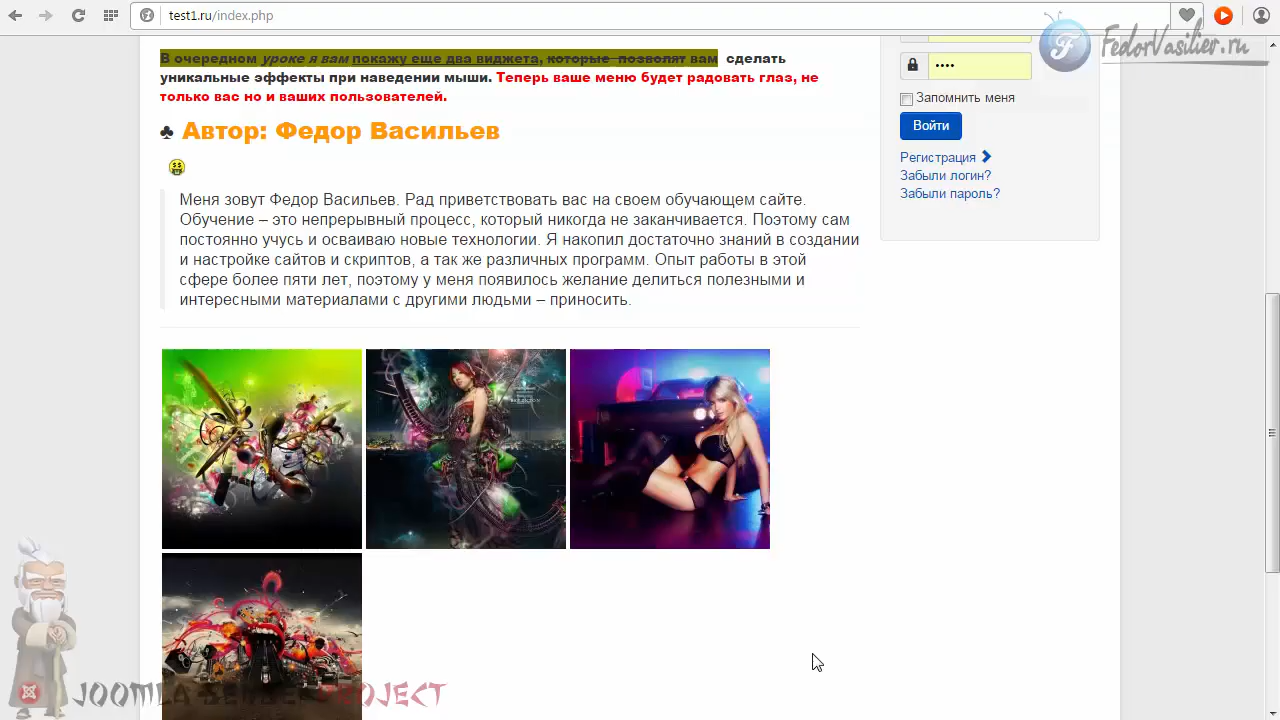 test1.ru/index.php
FedorVasilier.ru
В очередном уроке я вам покажу еще два виджета, которые позволят вам сделать
уникальные эффекты при наведении мыши. Теперь ваше меню будет радовать глаз, не
только вас но и ваших пользователей.
♣ Автор: Федор Васильев
Меня зовут Федор Васильев. Рад приветствовать вас на своем обучающем сайте.
Обучение – это непрерывный процесс, который никогда не заканчивается. Поэтому сам
постоянно учусь и осваиваю новые технологии. Я накопил достаточно знаний в создании
и настройке сайтов и скриптов, а так же различных программ. Опыт работы в этой
сфере более пяти лет, поэтому у меня появилось желание делиться полезными и
интересными материалами с другими людьми – приносить.
••••
Запомнить меня
Войти
Регистрация
Забыли логин?
Забыли пароль?
PROJECT